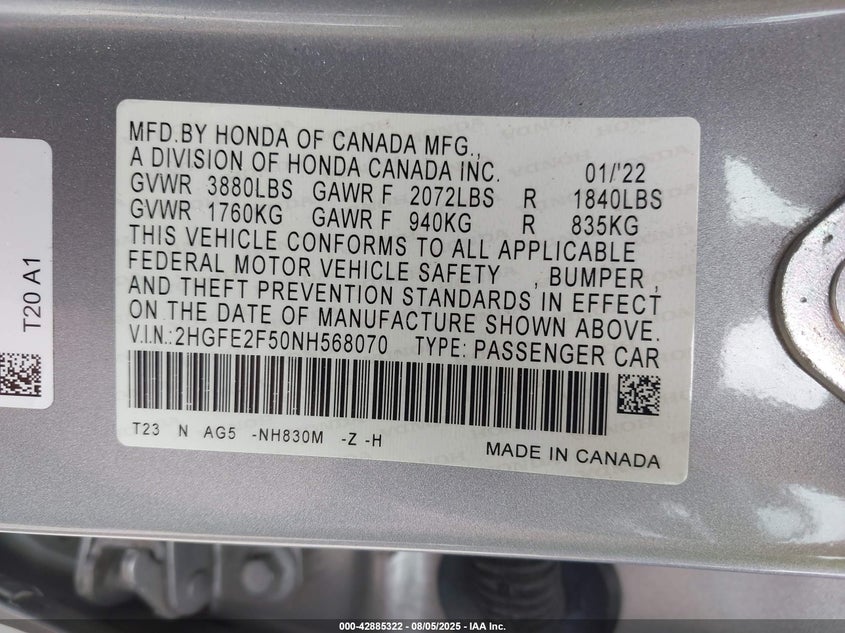 MFD.BY HONDA OF CANADA MFG.,
A DIVISION OF HONDA CANADA INC. 01/'22
GVWR 3880LBS GAWR F 2072LBS R 1840LBS
GVWR 1760KG GAWR F 940KG R 835KG
THIS VEHICLE CONFORMS TO ALL APPLICABLE
FEDERAL MOTOR VEHICLE SAFETY , BUMPER ,
AND THEFT PREVENTION STANDARDS IN EFFECT
ON THE DATE OF MANUFACTURE SHOWN ABOVE.
V.I.N.:2HGFE2F50NH568070 TYPE: PASSENGER CAR
T23 N AG5 -NH830M -Z -H
MADE IN CANADA
T20 A1
000-42885322 - 08/05/2025 - IAA Inc.